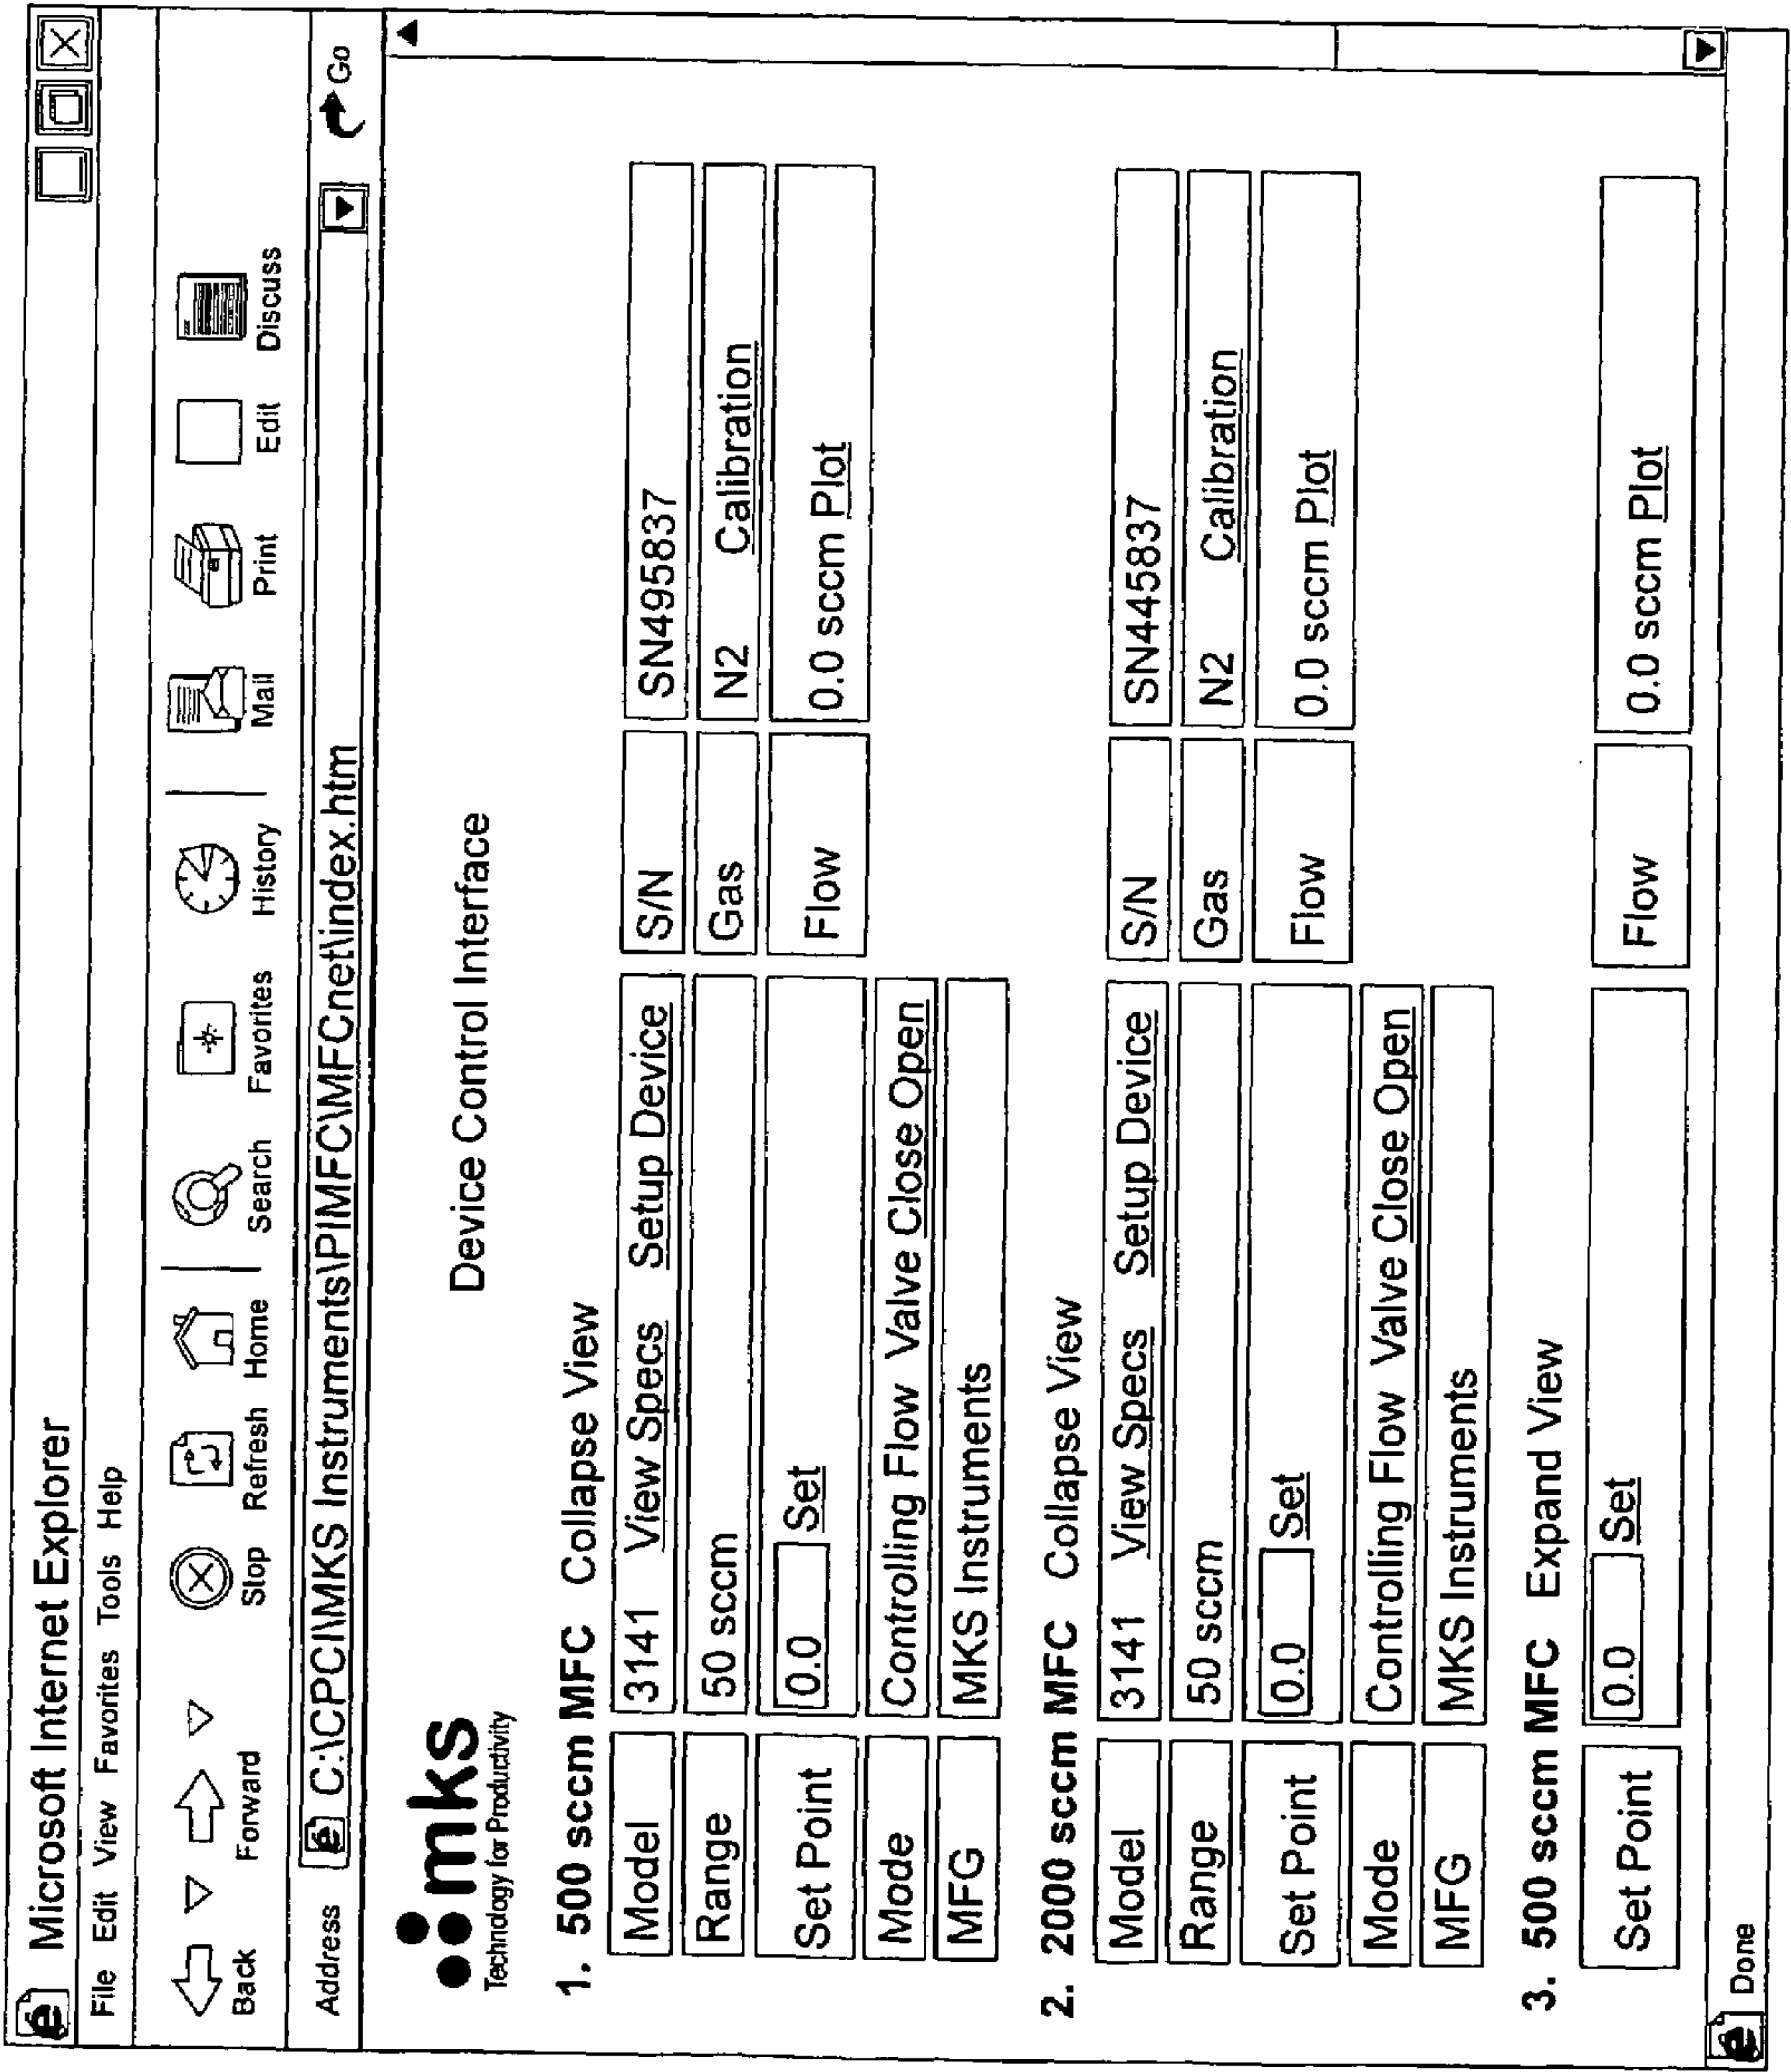 Microsoft Internet Explorer
File Edit View Favorites Tools Help
Back Forward Stop Refresh Home Search Favorites History Mail Print Edit Discuss
Address C:\CPCI\MKS Instruments\PIMFC\MFCnet\index.htm Go
mks
Technology for Productivity
Device Control Interface
1. 500 sccm MFC Collapse View
Model 3141 View Specs Setup Device S/N SN495837
Range 50 sccm Gas N2 Calibration
Set Point 0.0 Set Flow 0.0 sccm Plot
Mode Controlling Flow Valve Close Open
MFG MKS Instruments
2. 2000 sccm MFC Collapse View
Model 3141 View Specs Setup Device S/N SN445837
Range 50 sccm Gas N2 Calibration
Set Point 0.0 Set Flow 0.0 sccm Plot
Mode Controlling Flow Valve Close Open
MFG MKS Instruments
3. 500 sccm MFC Expand View
Set Point 0.0 Set Flow 0.0 sccm Plot
Done